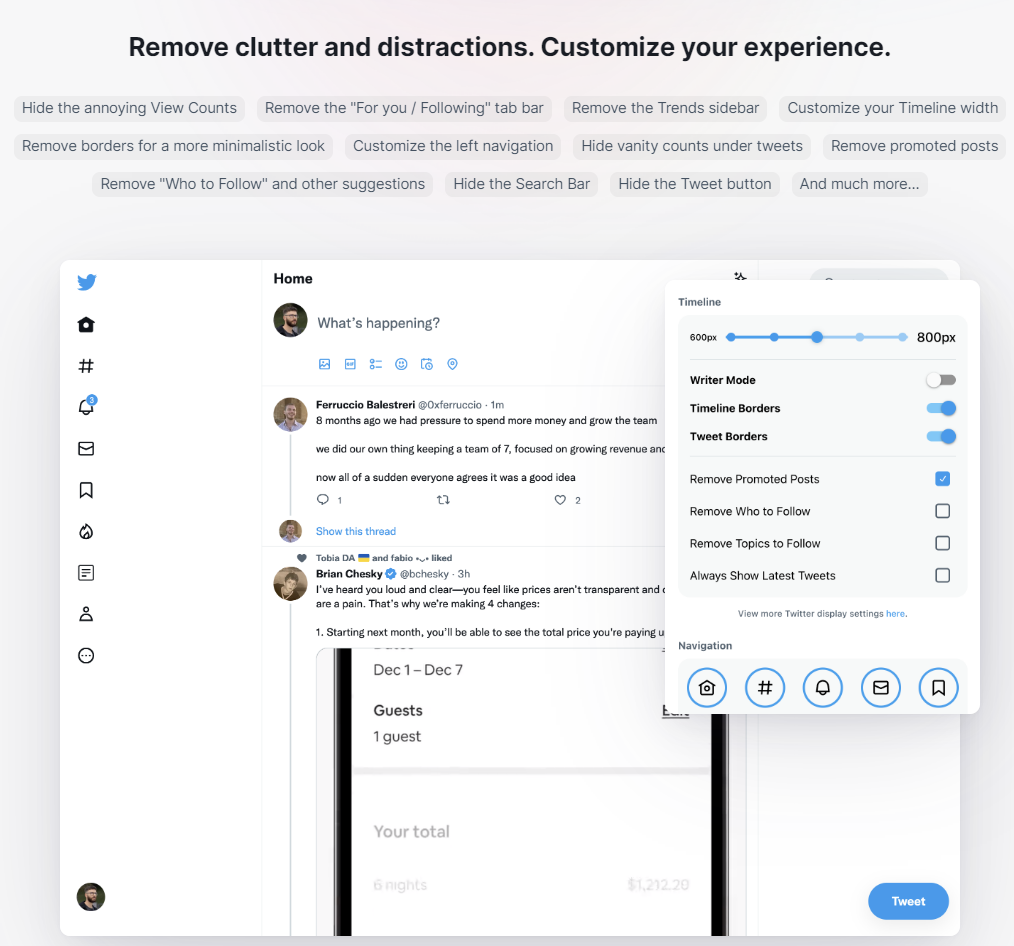 Remove clutter and distractions. Customize your experience.
Hide the annoying View Counts
Remove the "For you / Following" tab bar
Remove the Trends sidebar
Customize your Timeline width
Remove borders for a more minimalistic look
Customize the left navigation
Hide vanity counts under tweets
Remove promoted posts
Remove "Who to Follow" and other suggestions
Hide the Search Bar
Hide the Tweet button
And much more...
Home
What's happening?
3
Ferruccio Balestreri @0xferruccio · 1m
8 months ago we had pressure to spend more money and grow the team
we did our own thing keeping a team of 7, focused on growing revenue and
now all of a sudden everyone agrees it was a good idea
1
2
Show this thread
Tobia DA 🇺🇦 and fabio •◡• liked
Brian Chesky @bchesky · 3h
I've heard you loud and clear—you feel like prices aren't transparent and
are a pain. That's why we're making 4 changes:
1. Starting next month, you'll be able to see the total price you're paying
Dates
Dec 1 – Dec 7
Guests
Edit
1 guest
Your total
6 nights
$1,212.20
Timeline
600px
800px
Writer Mode
Timeline Borders
Tweet Borders
Remove Promoted Posts
Remove Who to Follow
Remove Topics to Follow
Always Show Latest Tweets
View more Twitter display settings here.
Navigation
Tweet